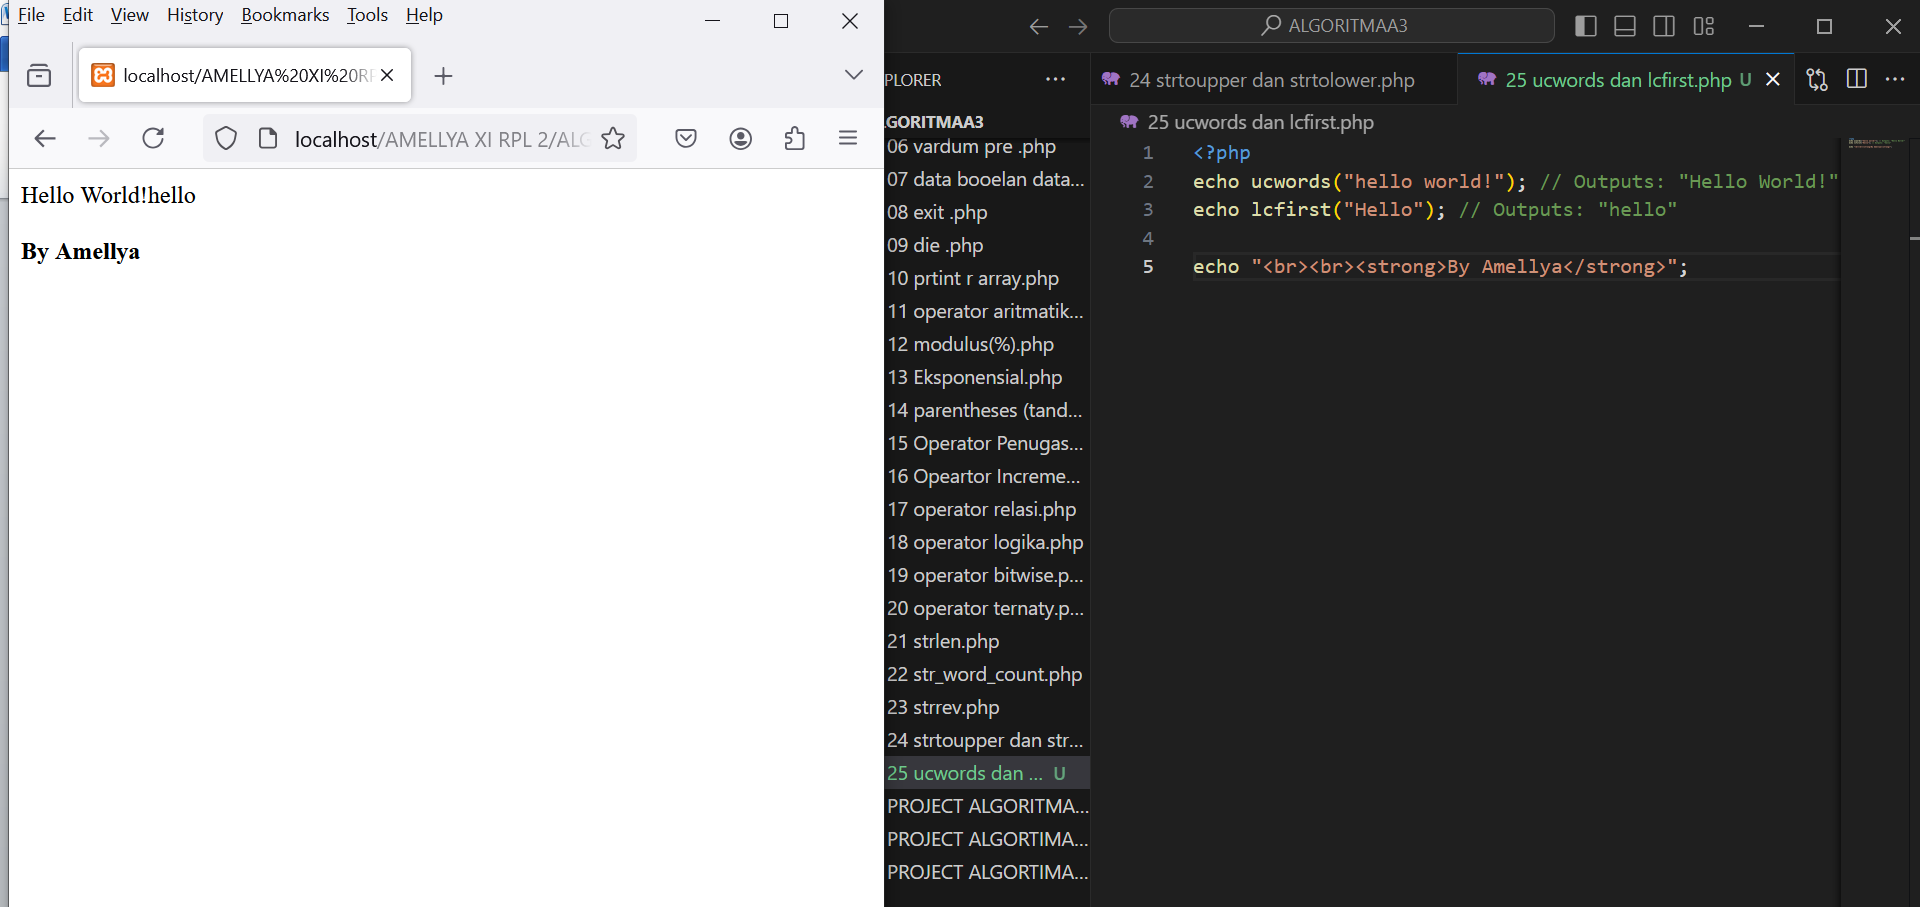 File Edit View History Bookmarks Tools Help
localhost/AMELLYA%20XI%20RP
localhost/AMELLYA XI RPL 2/ALG
Hello World!hello
By Amellya
ALGORITMAA3
PLORER
GORITMAA3
06 vardum pre .php
07 data booelan data...
08 exit .php
09 die .php
10 prtint r array.php
11 operator aritmatik...
12 modulus(%).php
13 Eksponensial.php
14 parentheses (tand...
15 Operator Penugas...
16 Opeartor Increme...
17 operator relasi.php
18 operator logika.php
19 operator bitwise.p...
20 operator ternaty.p...
21 strlen.php
22 str_word_count.php
23 strrev.php
24 strtoupper dan str...
25 ucwords dan ... U
PROJECT ALGORITMA...
PROJECT ALGORTIMA...
PROJECT ALGORTIMA...
24 strtoupper dan strtolower.php
25 ucwords dan lcfirst.php U
25 ucwords dan lcfirst.php
1 <?php
2 echo ucwords("hello world!"); // Outputs: "Hello World!"
3 echo lcfirst("Hello"); // Outputs: "hello"
4
5 echo "<br><br><strong>By Amellya</strong>";